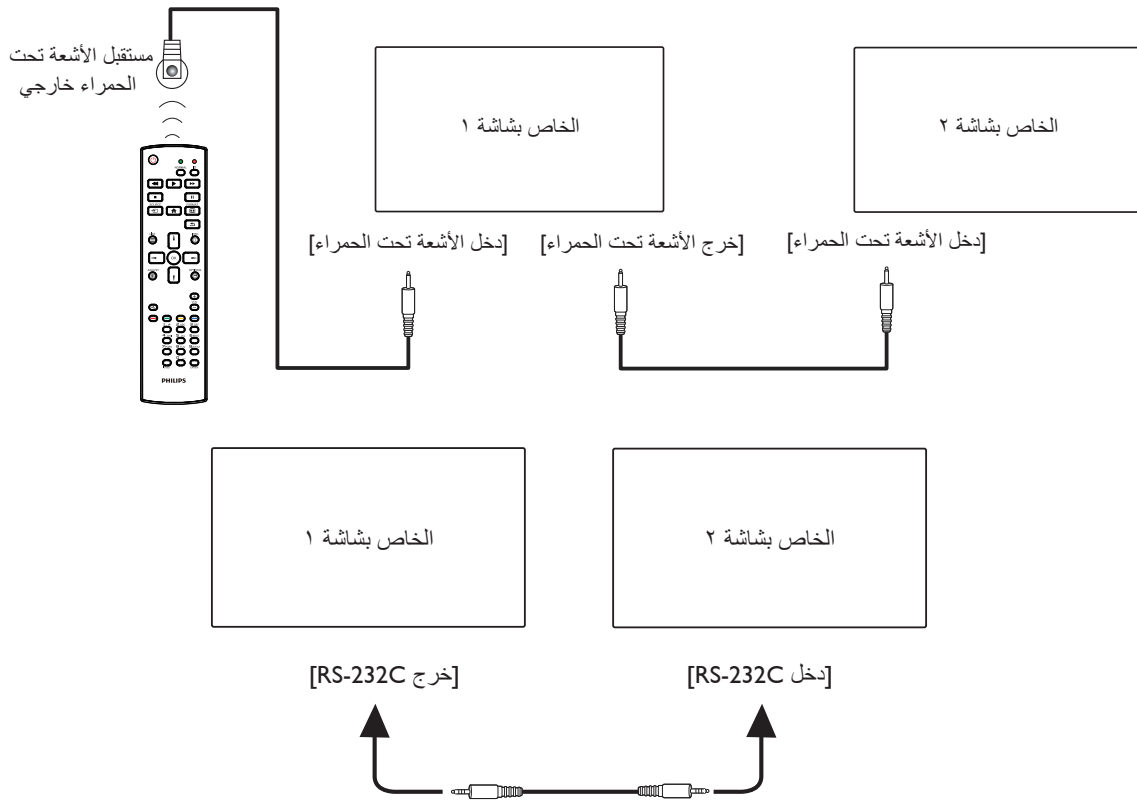 مستقبل الأشعة تحت
الحمراء خارجي
الخاص بشاشة ١
الخاص بشاشة ٢
[دخل الأشعة تحت الحمراء]
[خرج الأشعة تحت الحمراء]
[دخل الأشعة تحت الحمراء]
PHILIPS
الخاص بشاشة ١
الخاص بشاشة ٢
[خرج RS-232C]
[دخل RS-232C]